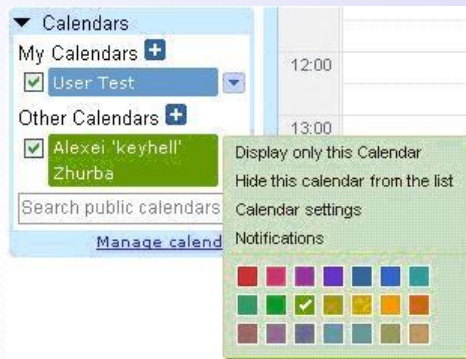 Calendars
My Calendars
User Test
Other Calendars
Alexei 'keyhell'
Zhurba
Search public calendars
Manage calend
12:00
13:00
Display only this Calendar
Hide this calendar from the list
Calendar settings
Notifications